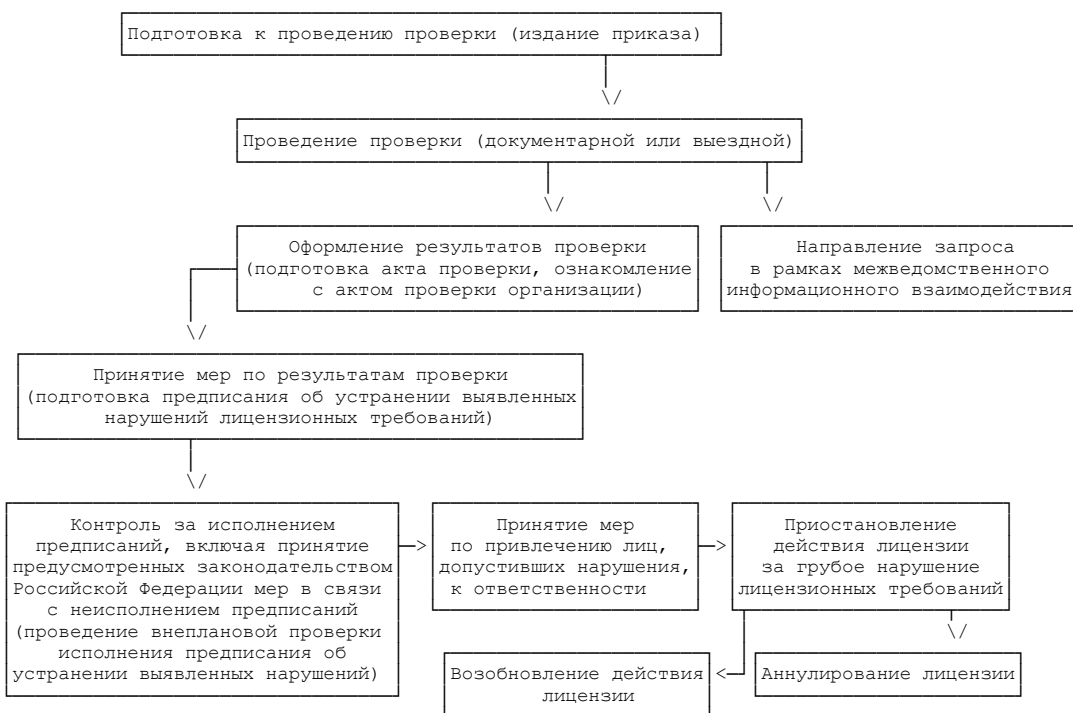 Подготовка к проведению проверки (издание приказа)
Проведение проверки (документарной или выездной)
Оформление результатов проверки
(подготовка акта проверки, ознакомление
с актом проверки организации)
Направление запроса
в рамках межведомственного
информационного взаимодействия
Принятие мер по результатам проверки
(подготовка предписания об устранении выявленных
нарушений лицензионных требований)
Контроль за исполнением
предписаний, включая принятие
предусмотренных законодательством
Российской Федерации мер в связи
с неисполнением предписаний
(проведение внеплановой проверки
исполнения предписания об
устранении выявленных нарушений)
Принятие мер
по привлечению лиц,
допустивших нарушения,
к ответственности
Приостановление
действия лицензии
за грубое нарушение
лицензионных требований
Возобновление действия
лицензии
Аннулирование лицензии